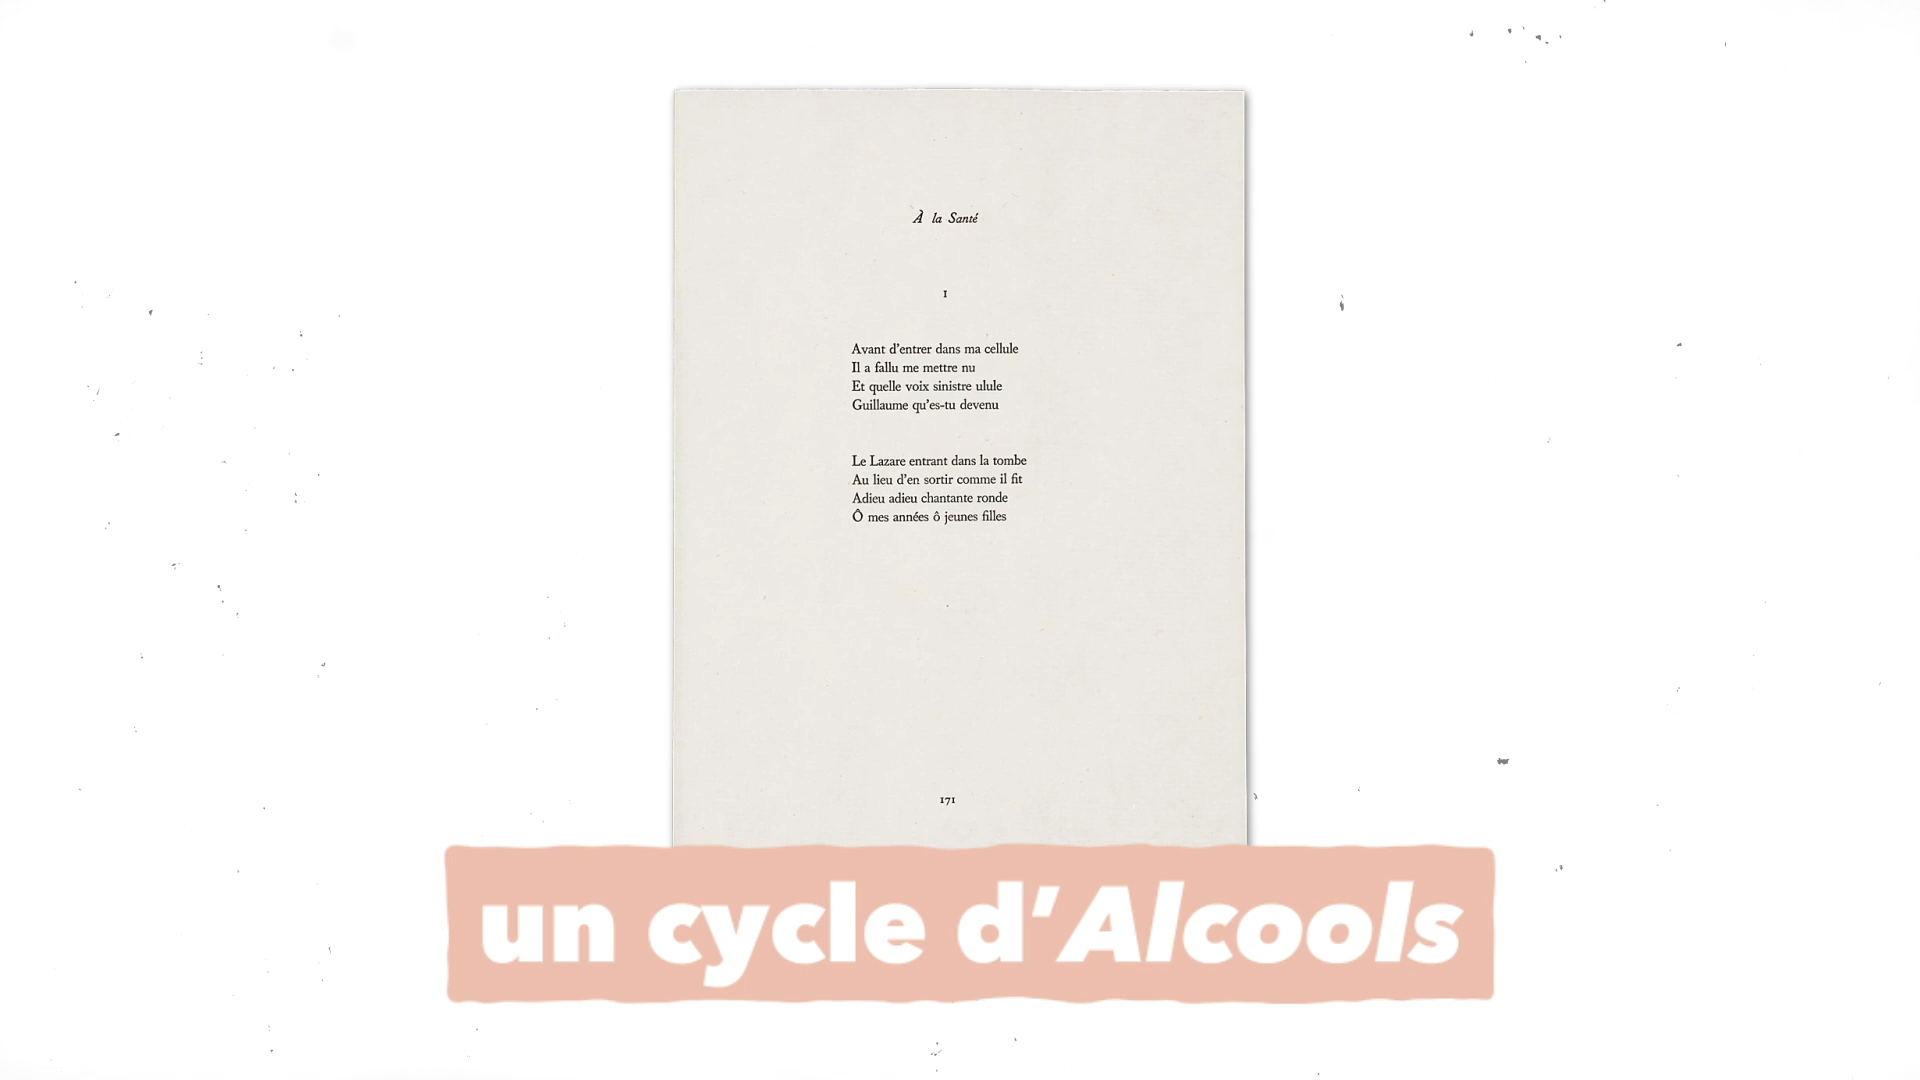 À la Santé
I
Avant d'entrer dans ma cellule
Il a fallu me mettre nu
Et quelle voix sinistre ulule
Guillaume qu'es-tu devenu
Le Lazare entrant dans la tombe
Au lieu d'en sortir comme il fit
Adieu adieu chantante ronde
Ô mes années ô jeunes filles
171
un cycle d'Alcools